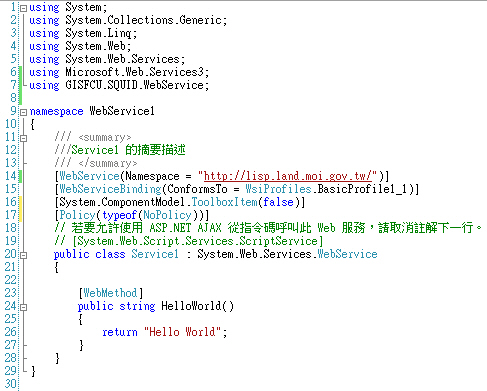 1 using System;
2 using System.Collections.Generic;
3 using System.Linq;
4 using System.Web;
5 using System.Web.Services;
6 using Microsoft.Web.Services3;
7 using GISFCU.SQUID.WebService;
8
9 namespace WebService1
10 {
11 /// <summary>
12 ///Service1 的摘要描述
13 /// </summary>
14 [WebService(Namespace = "http://lisp.land.moi.gov.tw/")]
15 [WebServiceBinding(ConformsTo = WsiProfiles.BasicProfile1_1)]
16 [System.ComponentModel.ToolboxItem(false)]
17 [Policy(typeof(NoPolicy))]
18 // 若要允許使用 ASP.NET AJAX 從指令碼呼叫此 Web 服務，請取消註解下一行。
19 // [System.Web.Script.Services.ScriptService]
20 public class Service1 : System.Web.Services.WebService
21 {
22
23 [WebMethod]
24 public string HelloWorld()
25 {
26 return "Hello World";
27 }
28 }
29 }
30